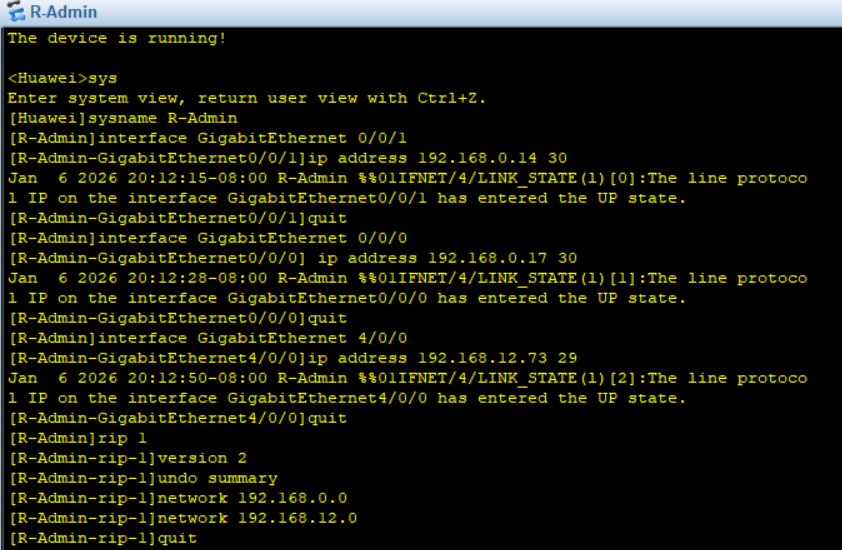 R-Admin
The device is running!
<Huawei>sys
Enter system view, return user view with Ctrl+Z.
[Huawei]sysname R-Admin
[R-Admin]interface GigabitEthernet 0/0/1
[R-Admin-GigabitEthernet0/0/1]ip address 192.168.0.14 30
Jan  6 2026 20:12:15-08:00 R-Admin %%01IFNET/4/LINK_STATE(l)[0]:The line protoco
l IP on the interface GigabitEthernet0/0/1 has entered the UP state.
[R-Admin-GigabitEthernet0/0/1]quit
[R-Admin]interface GigabitEthernet 0/0/0
[R-Admin-GigabitEthernet0/0/0] ip address 192.168.0.17 30
Jan  6 2026 20:12:28-08:00 R-Admin %%01IFNET/4/LINK_STATE(l)[1]:The line protoco
l IP on the interface GigabitEthernet0/0/0 has entered the UP state.
[R-Admin-GigabitEthernet0/0/0]quit
[R-Admin]interface GigabitEthernet 4/0/0
[R-Admin-GigabitEthernet4/0/0]ip address 192.168.12.73 29
Jan  6 2026 20:12:50-08:00 R-Admin %%01IFNET/4/LINK_STATE(l)[2]:The line protoco
l IP on the interface GigabitEthernet4/0/0 has entered the UP state.
[R-Admin-GigabitEthernet4/0/0]quit
[R-Admin]rip 1
[R-Admin-rip-1]version 2
[R-Admin-rip-1]undo summary
[R-Admin-rip-1]network 192.168.0.0
[R-Admin-rip-1]network 192.168.12.0
[R-Admin-rip-1]quit